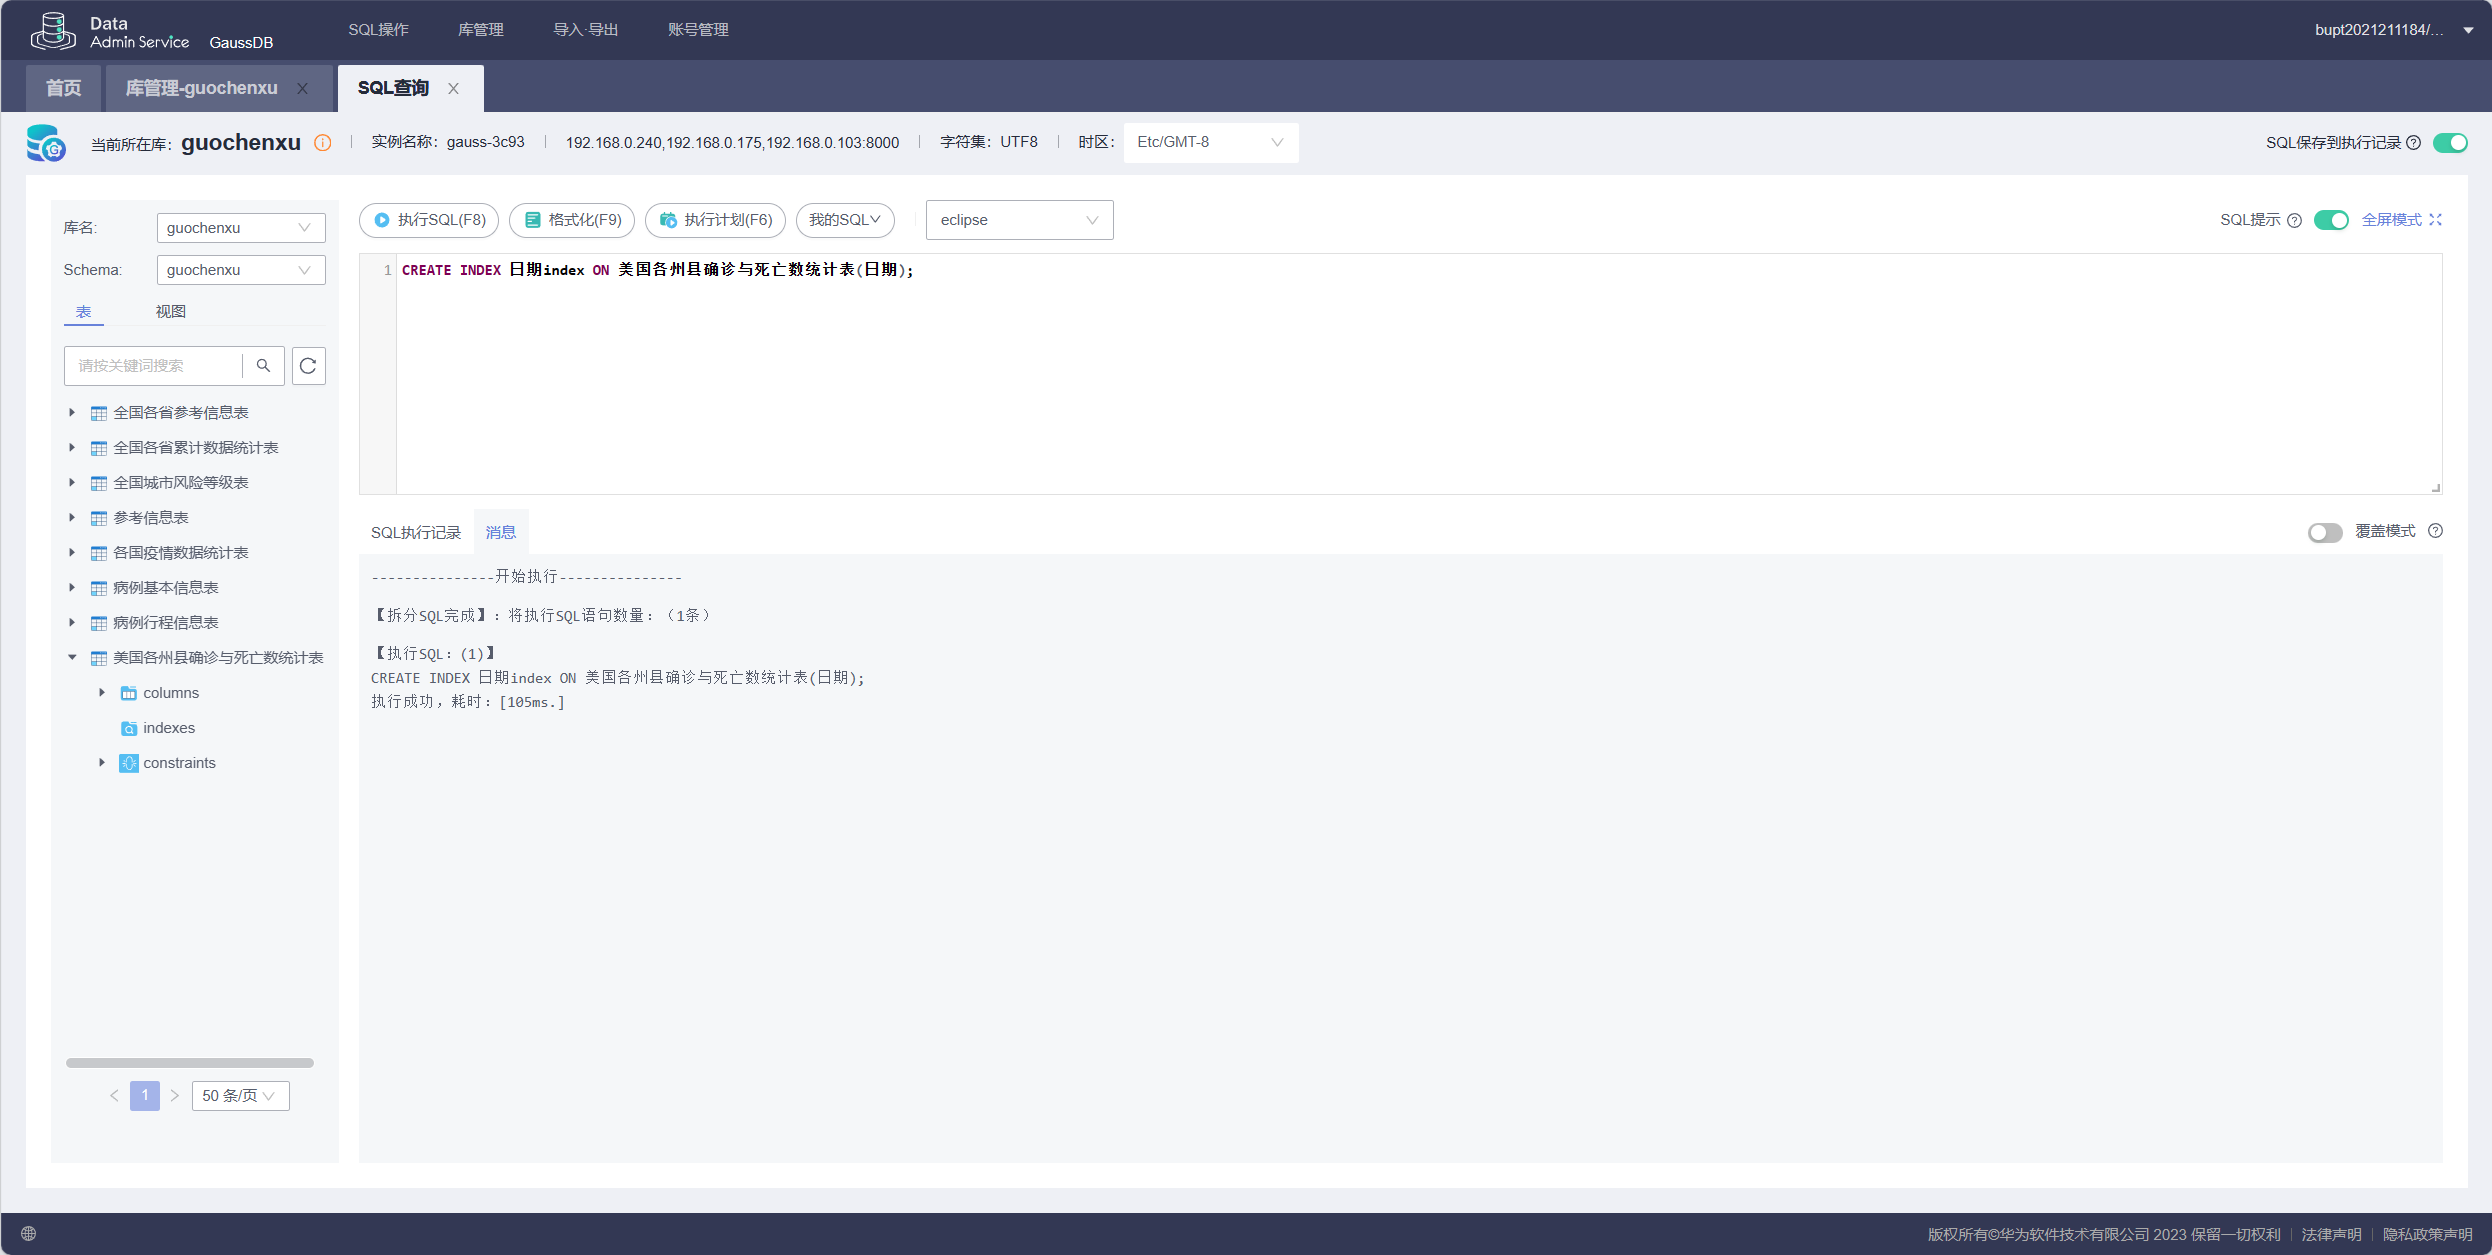 Data
Admin Service GaussDB
SQL操作 库管理 导入·导出 账号管理
bupt2021211184/...
首页 库管理-guochenxu SQL查询
当前所在库: guochenxu 实例名称: gauss-3c93 192.168.0.240,192.168.0.175,192.168.0.103:8000 字符集: UTF8 时区: Etc/GMT-8
SQL保存到执行记录
库名: guochenxu
Schema: guochenxu
表 视图
请按关键词搜索
全国各省参考信息表
全国各省累计数据统计表
全国城市风险等级表
参考信息表
各国疫情数据统计表
病例基本信息表
病例行程信息表
美国各州县确诊与死亡数统计表
columns
indexes
constraints
1 50 条/页
执行SQL(F8) 格式化(F9) 执行计划(F6) 我的SQL eclipse
SQL提示 全屏模式
1 CREATE INDEX 日期index ON 美国各州县确诊与死亡数统计表(日期);
SQL执行记录 消息
覆盖模式
---------------开始执行---------------
【拆分SQL完成】：将执行SQL语句数量：（1条）
【执行SQL：(1)】
CREATE INDEX 日期index ON 美国各州县确诊与死亡数统计表(日期);
执行成功，耗时：[105ms.]
版权所有©华为软件技术有限公司 2023 保留一切权利 法律声明 隐私政策声明